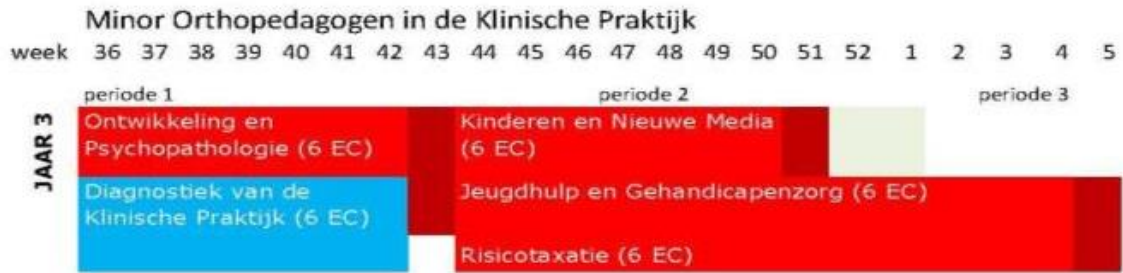 Minor Orthopedagogen in de Klinische Praktijk
week 36 37 38 39 40 41 42 43 44 45 46 47 48 49 50 51 52 1 2 3 4 5
periode 1 periode 2 periode 3
JAAR 3
Ontwikkeling en
Psychopathologie (6 EC)
Kinderen en Nieuwe Media
(6 EC)
Diagnostiek van de
Klinische Praktijk (6 EC)
Jeugdhulp en Gehandicapenzorg (6 EC)
Risicotaxatie (6 EC)